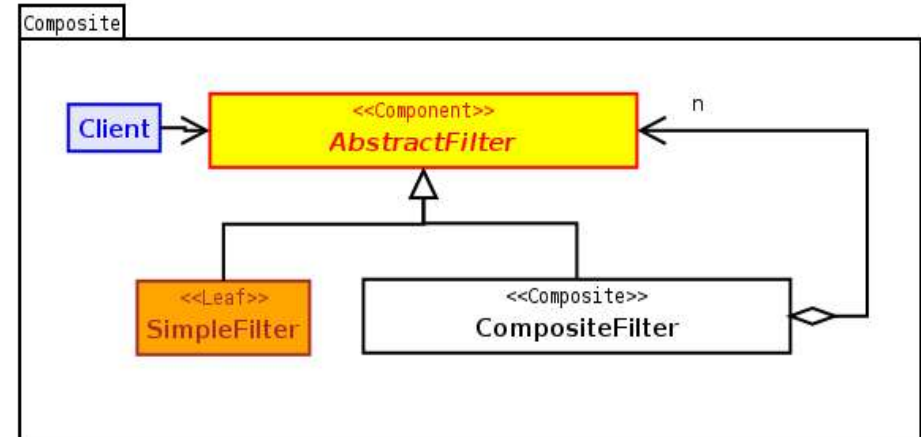 Composite
<<Component>>
n
Client
AbstractFilter
<<Leaf>>
<<Composite>>
SimpleFilter
CompositeFilter